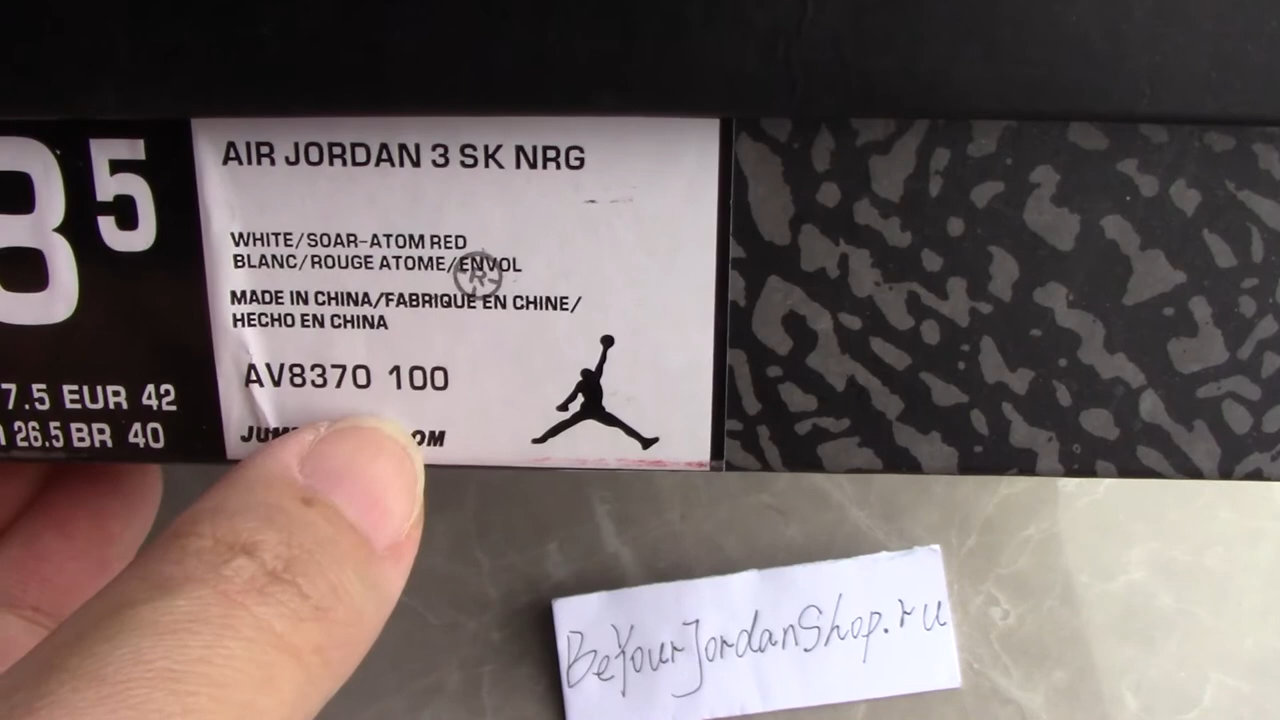 85
7.5 EUR 42
26.5 BR 40
AIR JORDAN 3 SK NRG
WHITE/SOAR-ATOM RED
BLANC/ROUGE ATOME/ENVOL
R
MADE IN CHINA/FABRIQUE EN CHINE/
HECHO EN CHINA
AV8370 100
BeYourJordanShop.ru